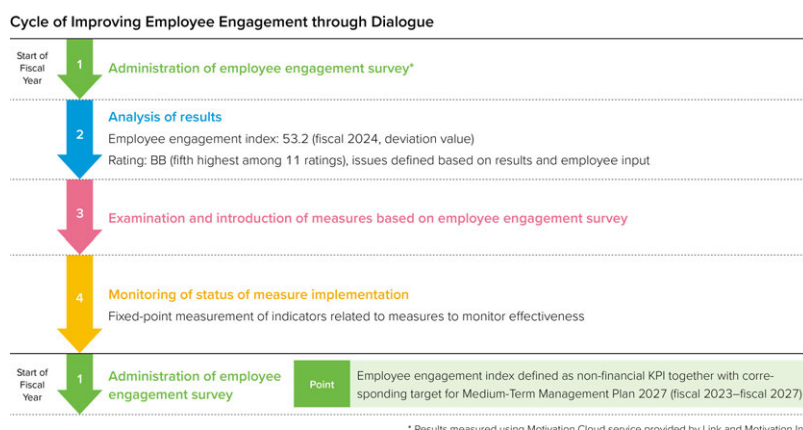 Cycle of Improving Employee Engagement through Dialogue
Start of
Fiscal
Year
1
Administration of employee engagement survey*
2
Analysis of results
Employee engagement index: 53.2 (fiscal 2024, deviation value)
Rating: BB (fifth highest among 11 ratings), issues defined based on results and employee input
3
Examination and introduction of measures based on employee engagement survey
4
Monitoring of status of measure implementation
Fixed-point measurement of indicators related to measures to monitor effectiveness
Start of
Fiscal
Year
1
Administration of employee
engagement survey
Point
Employee engagement index defined as non-financial KPI together with corre-
sponding target for Medium-Term Management Plan 2027 (fiscal 2023–fiscal 2027)
* Results measured using Motivation Cloud service provided by Link and Motivation